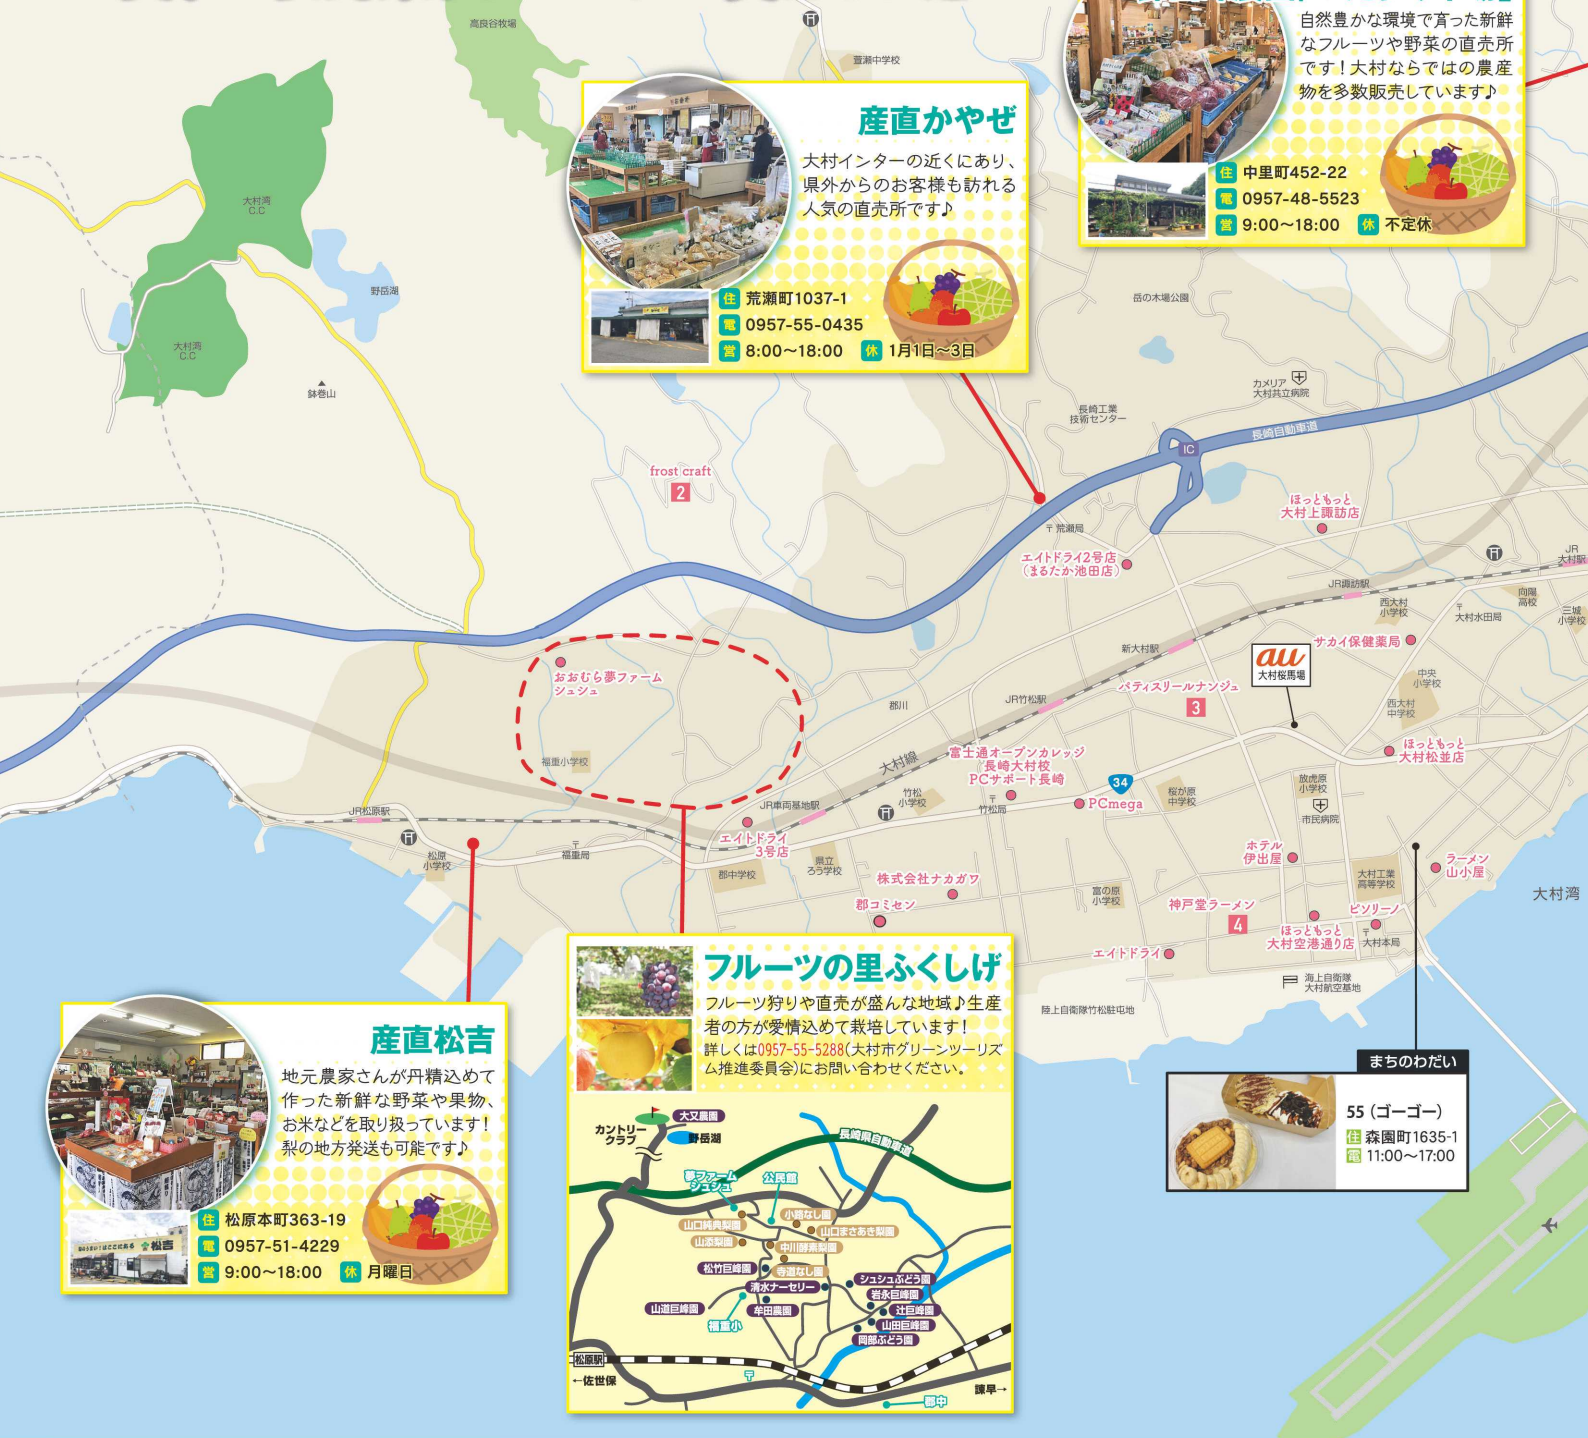 高良谷牧場
萱瀬中学校
自然豊かな環境で育った新鮮
なフルーツや野菜の直売所
です！大村ならではの農産
物を多数販売しています♪
住 中里町452-22
電 0957-48-5523
営 9:00～18:00 休 不定休
産直かやぜ
大村インターの近くにあり、
県外からのお客様も訪れる
人気の直売所です♪
住 荒瀬町1037-1
電 0957-55-0435
営 8:00～18:00 休 1月1日～3日
大村湾
C.C
野岳湖
大村湾
C.C
鉢巻山
岳の木場公園
カメリア
大村共立病院
長崎工業
技術センター
長崎自動車道
IC
frost craft
2
ほっともっと
大村上諏訪店
〒荒瀬局
エイトドライ2号店
(まるたか池田店)
JR
大村駅
JR諏訪駅
西大村
小学校
〒
大村水田局
向陽
高校
三城
小学校
新大村駅
サカイ保健薬局
au
大村桜馬場
中央
小学校
西大村
中学校
パティスリールナンジュ
3
おおむら夢ファーム
シュシュ
福重小学校
郡川
JR竹松駅
大村線
富士通オープンカレッジ
長崎大村校
PCサポート長崎
34
ほっともっと
大村松並店
放虎原
小学校
市民病院
桜が原
中学校
PCmega
〒
竹松局
竹松
小学校
JR車両基地駅
JR松原駅
松原
小学校
〒
福重局
エイトドライ
3号店
郡中学校
県立
ろう学校
株式会社ナカガワ
郡コミセン
富の原
小学校
ホテル
伊出屋
大村工業
高等学校
ラーメン
山小屋
大村湾
神戸堂ラーメン
4
ピソリーノ
ほっともっと
大村空港通り店
〒
大村本局
エイトドライ
海上自衛隊
大村航空基地
陸上自衛隊竹松駐屯地
フルーツの里ふくしげ
フルーツ狩りや直売が盛んな地域♪生産
者の方が愛情込めて栽培しています！
詳しくは0957-55-5288(大村市グリーンツーリズ
ム推進委員会)にお問い合わせください。
産直松吉
地元農家さんが丹精込めて
作った新鮮な野菜や果物、
お米などを取り扱っています！
梨の地方発送も可能です♪
松吉
住 松原本町363-19
電 0957-51-4229
営 9:00～18:00 休 月曜日
まちのわだい
55（ゴーゴー）
住 森園町1635-1
電 11:00～17:00
大又農園
カントリー
クラブ
野岳湖
長崎県自動車道
夢ファーム
シュシュ
公民館
小路なし園
山口純典梨園
山口まさあき梨園
山添梨園
中川酵素梨園
松竹巨峰園
寺道なし園
清水ナーセリー
シュシュぶどう園
岩永巨峰園
山道巨峰園
牟田農園
辻巨峰園
福重小
山田巨峰園
岡部ぶどう園
松原駅
←佐世保
〒
諫早→
郡中